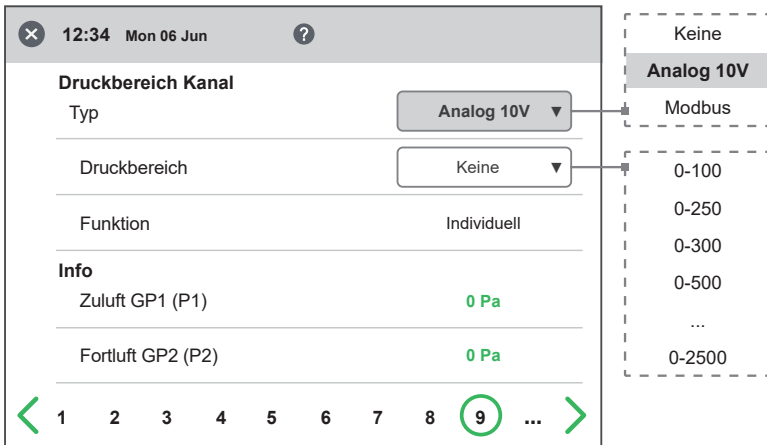 12:34 Mon 06 Jun ?
Druckbereich Kanal
Typ Analog 10V
Druckbereich Keine
Funktion Individuell
Info
Zuluft GP1 (P1) 0 Pa
Fortluft GP2 (P2) 0 Pa
1 2 3 4 5 6 7 8 9 ...
Keine
Analog 10V
Modbus
0-100
0-250
0-300
0-500
...
0-2500